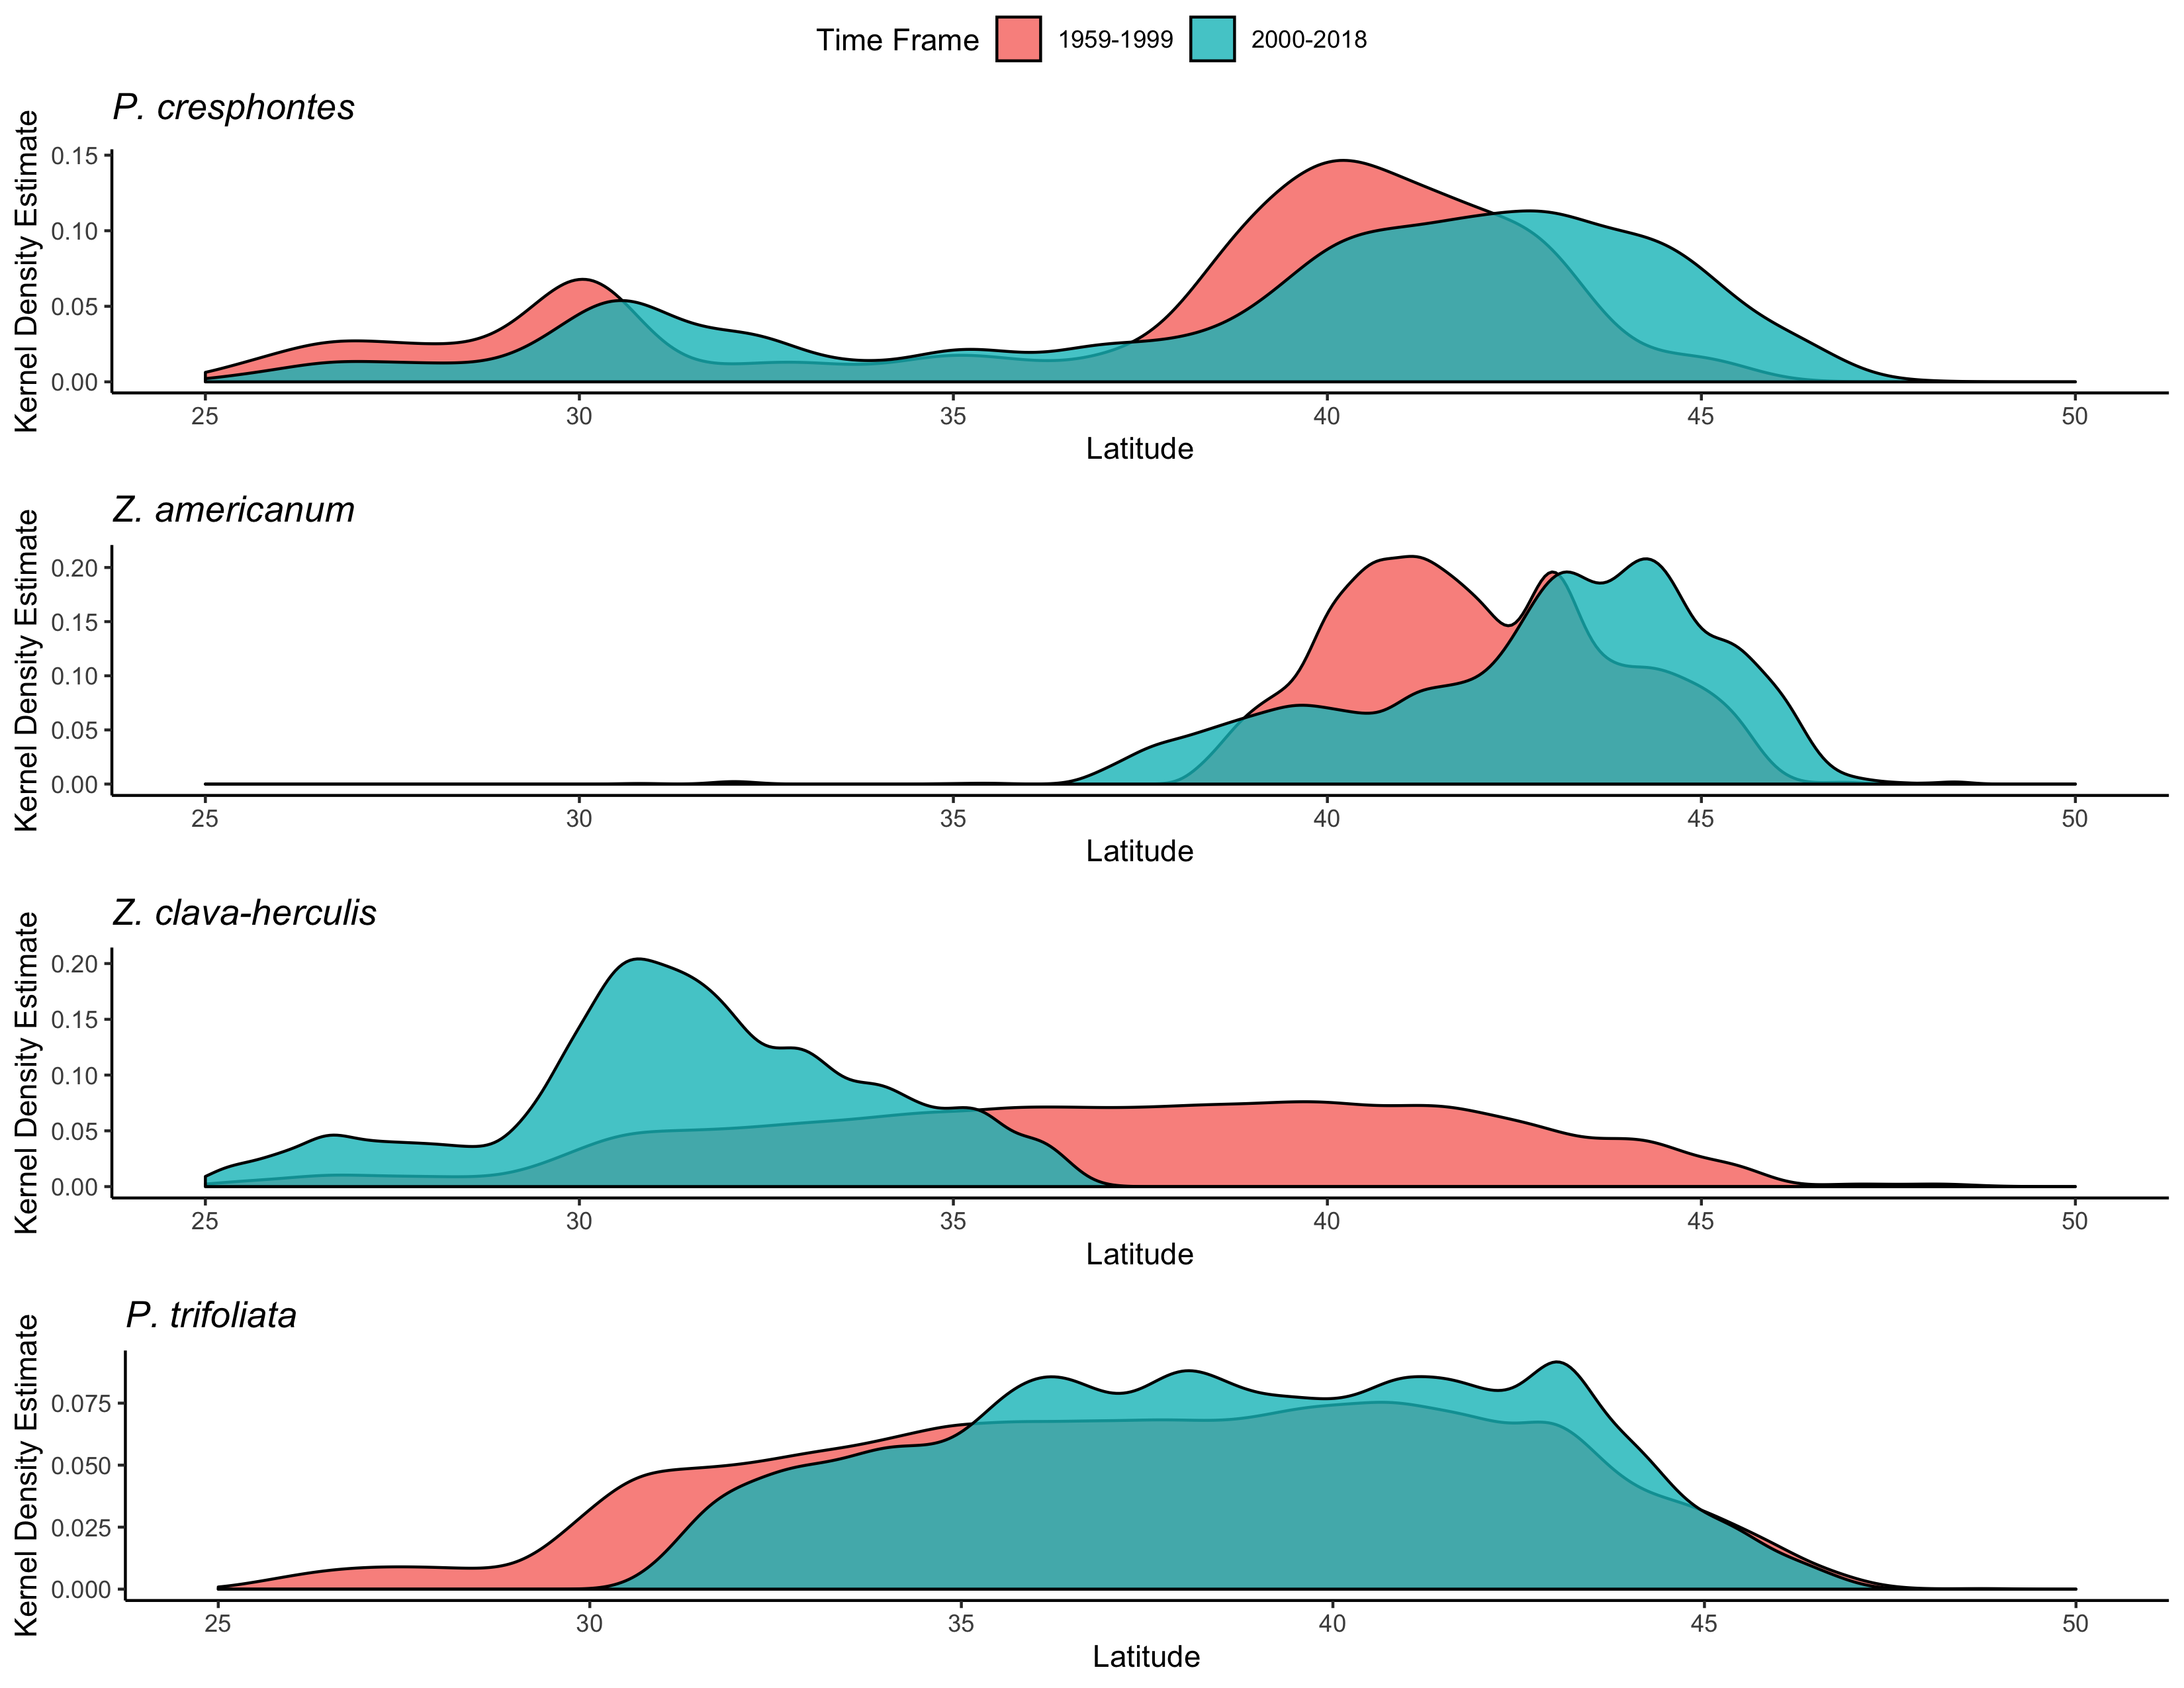 Time Frame 1959-1999 2000-2018
P. cresphontes
Kernel Density Estimate
0.15
0.10
0.05
0.00
25 30 35 40 45 50
Latitude
Z. americanum
Kernel Density Estimate
0.20
0.15
0.10
0.05
0.00
25 30 35 40 45 50
Latitude
Z. clava-herculis
Kernel Density Estimate
0.20
0.15
0.10
0.05
0.00
25 30 35 40 45 50
Latitude
P. trifoliata
Kernel Density Estimate
0.075
0.050
0.025
0.000
25 30 35 40 45 50
Latitude